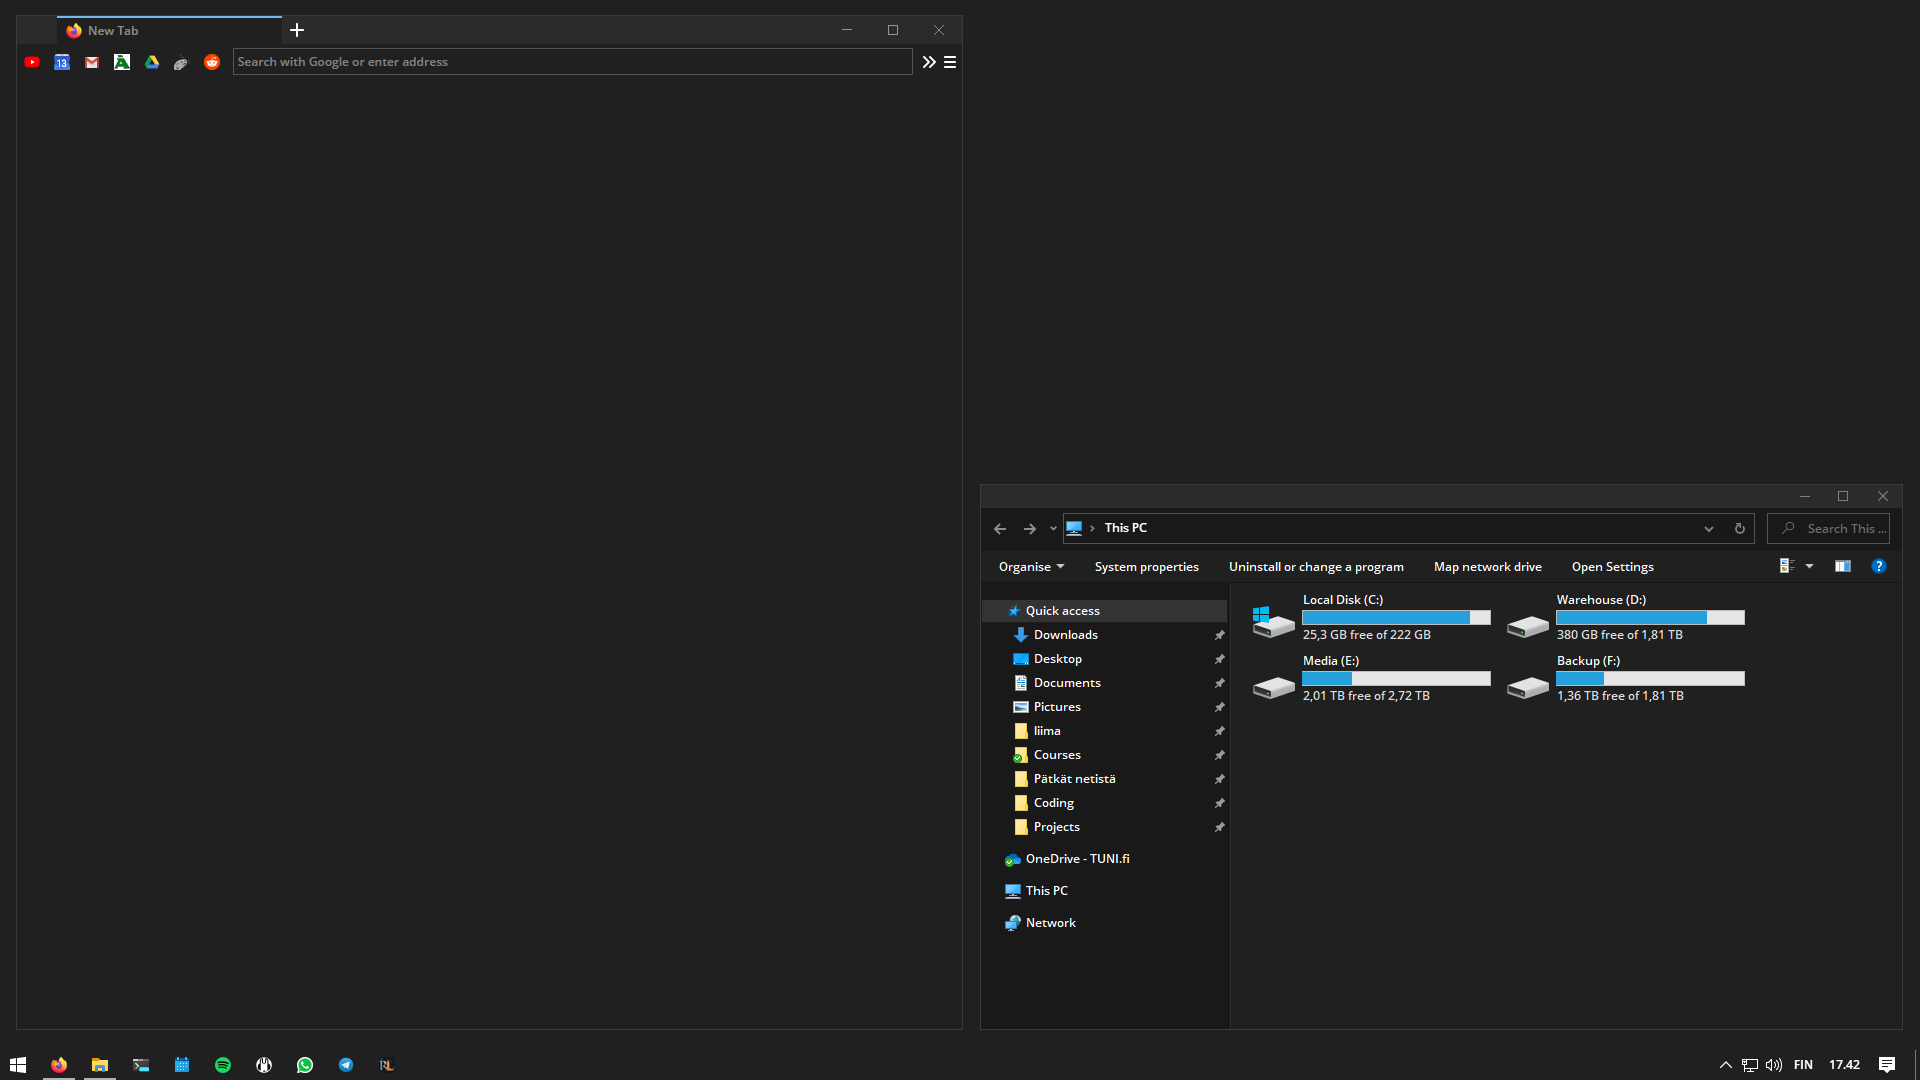 New Tab
13
Search with Google or enter address
This PC
Search This ...
Organise
System properties
Uninstall or change a program
Map network drive
Open Settings
?
Quick access
Downloads
Desktop
Documents
Pictures
liima
Courses
Pätkät netistä
Coding
Projects
OneDrive - TUNI.fi
This PC
Network
Local Disk (C:)
25,3 GB free of 222 GB
Warehouse (D:)
380 GB free of 1,81 TB
Media (E:)
2,01 TB free of 2,72 TB
Backup (F:)
1,36 TB free of 1,81 TB
FIN
17.42